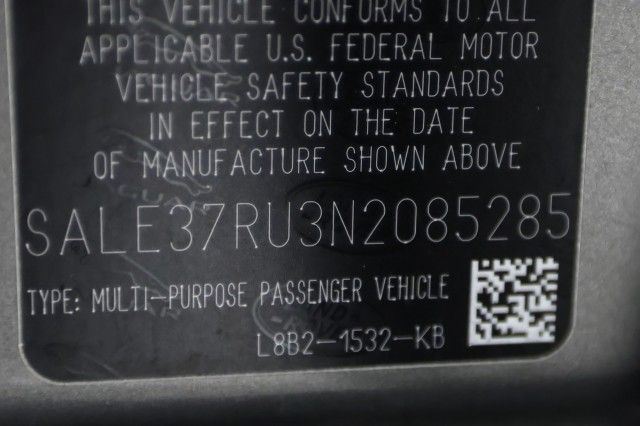 THIS VEHICLE CONFORMS TO ALL
APPLICABLE U.S. FEDERAL MOTOR
VEHICLE SAFETY STANDARDS
IN EFFECT ON THE DATE
OF MANUFACTURE SHOWN ABOVE
SALE37RU3N2085285
TYPE: MULTI-PURPOSE PASSENGER VEHICLE
L8B2-1532-KB